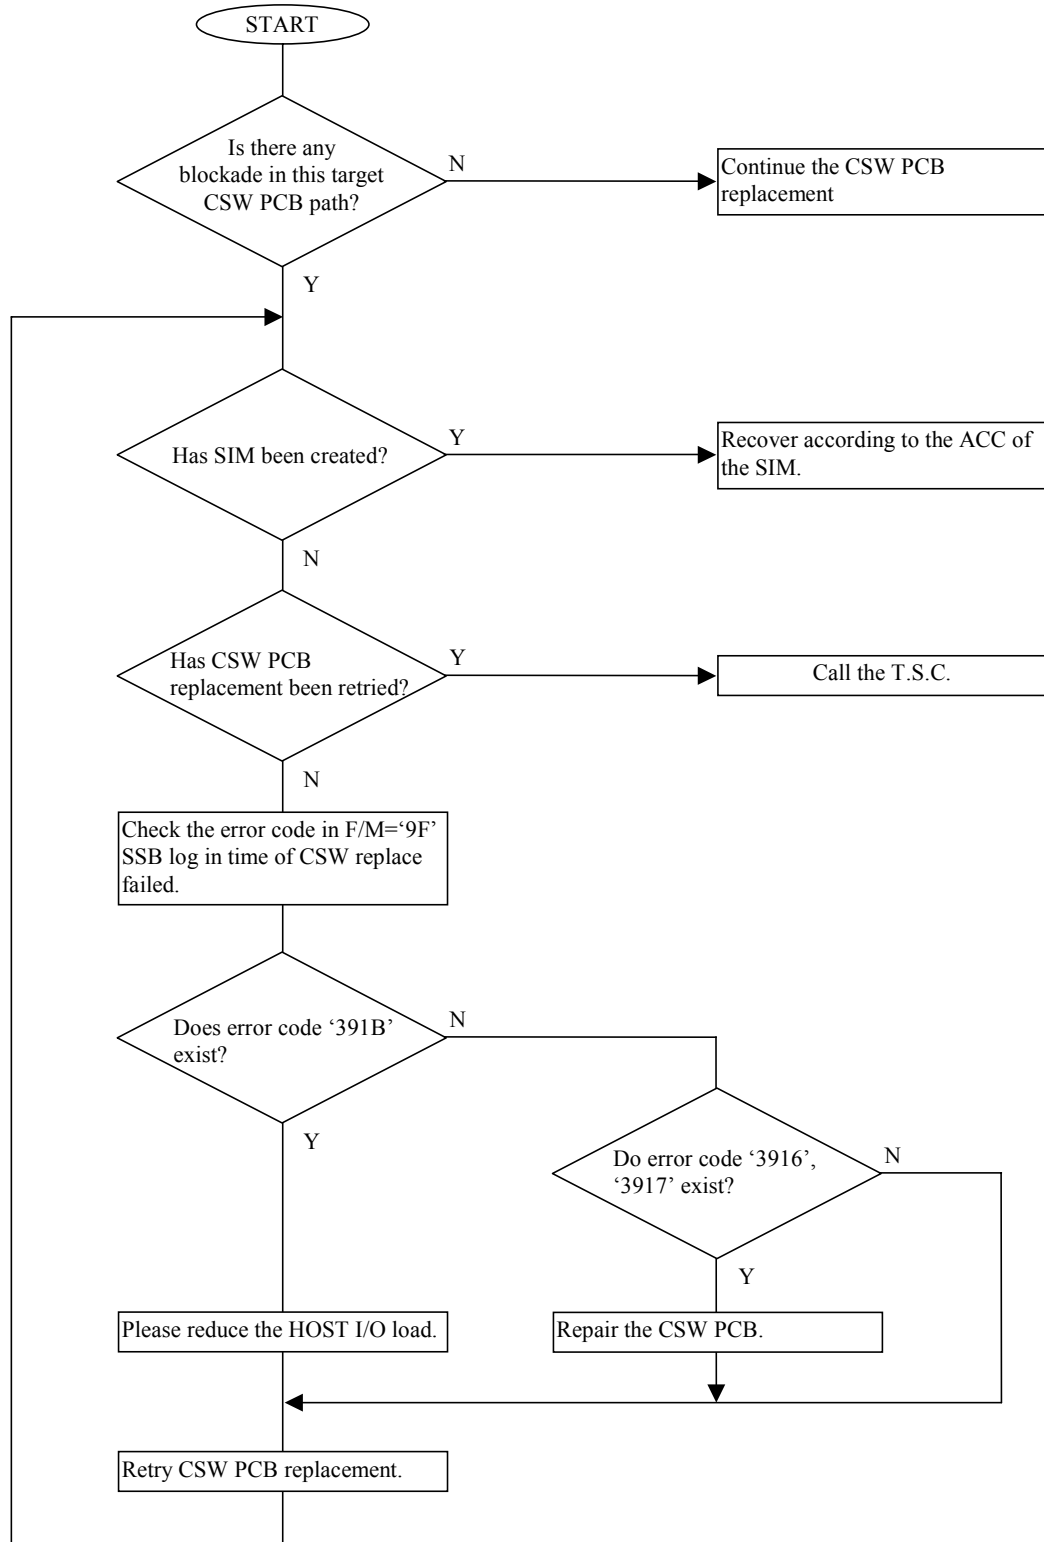 START
Is there any
blockade in this target
CSW PCB path?
N
Continue the CSW PCB
replacement
Y
Has SIM been created?
Y
Recover according to the ACC of
the SIM.
N
Has CSW PCB
replacement been retried?
Y
Call the T.S.C.
N
Check the error code in F/M=‘9F’
SSB log in time of CSW replace
failed.
Does error code ‘391B’
exist?
N
Y
Do error code ‘3916’,
‘3917’ exist?
N
Y
Please reduce the HOST I/O load.
Repair the CSW PCB.
Retry CSW PCB replacement.